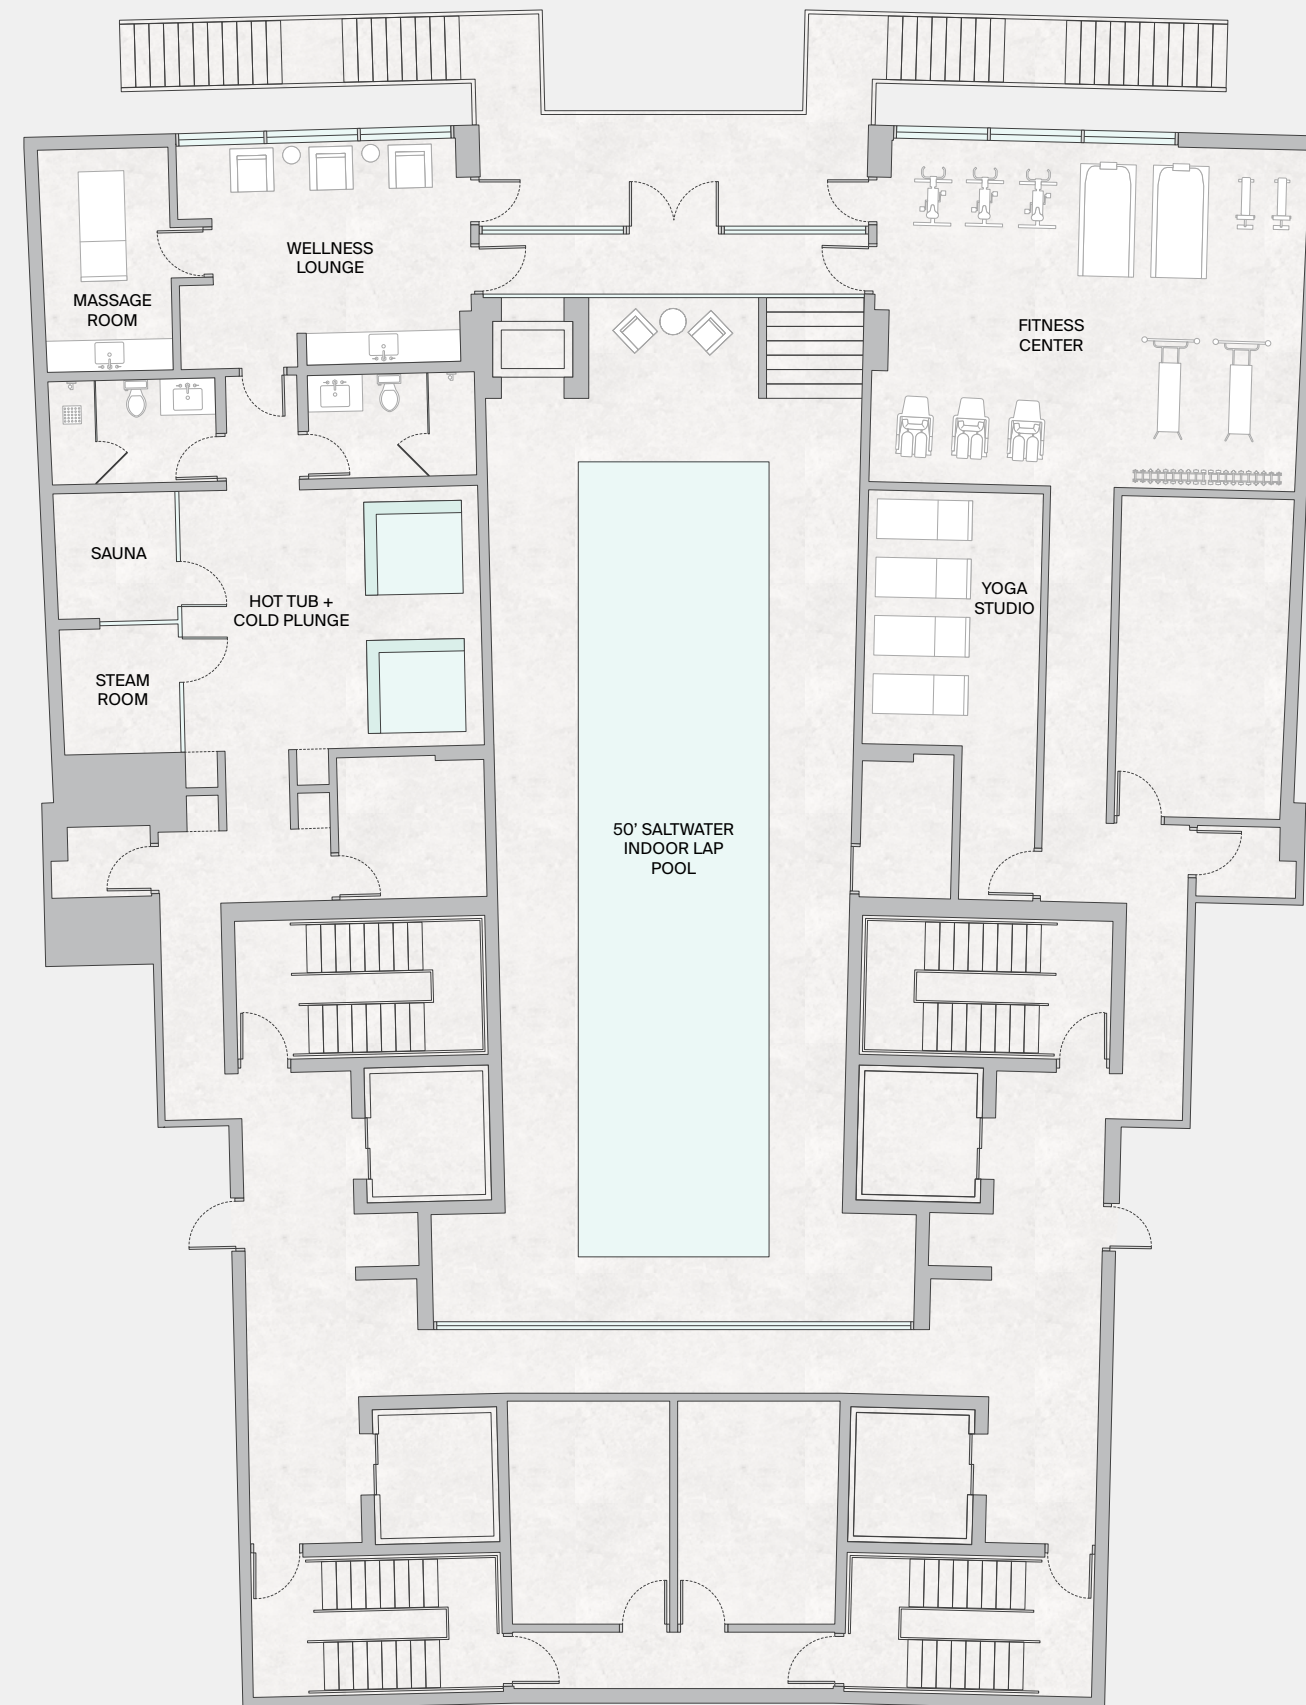 WELLNESS
LOUNGE
MASSAGE
ROOM
FITNESS
CENTER
SAUNA
HOT TUB +
COLD PLUNGE
YOGA
STUDIO
STEAM
ROOM
50’ SALTWATER
INDOOR LAP
POOL